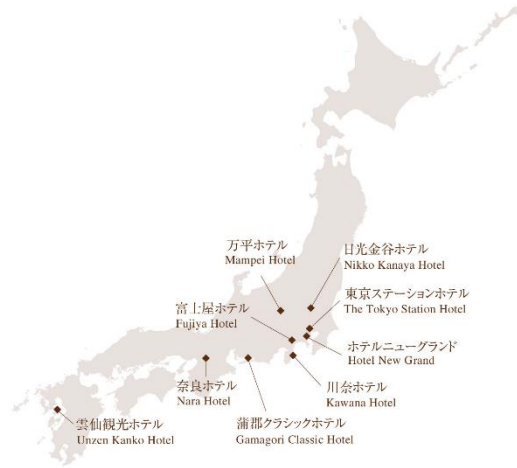 万平ホテル
Mampei Hotel
日光金谷ホテル
Nikko Kanaya Hotel
富士屋ホテル
Fujiya Hotel
東京ステーションホテル
The Tokyo Station Hotel
ホテルニューグランド
Hotel New Grand
奈良ホテル
Nara Hotel
川奈ホテル
Kawana Hotel
雲仙観光ホテル
Unzen Kanko Hotel
蒲郡クラシックホテル
Gamagori Classic Hotel